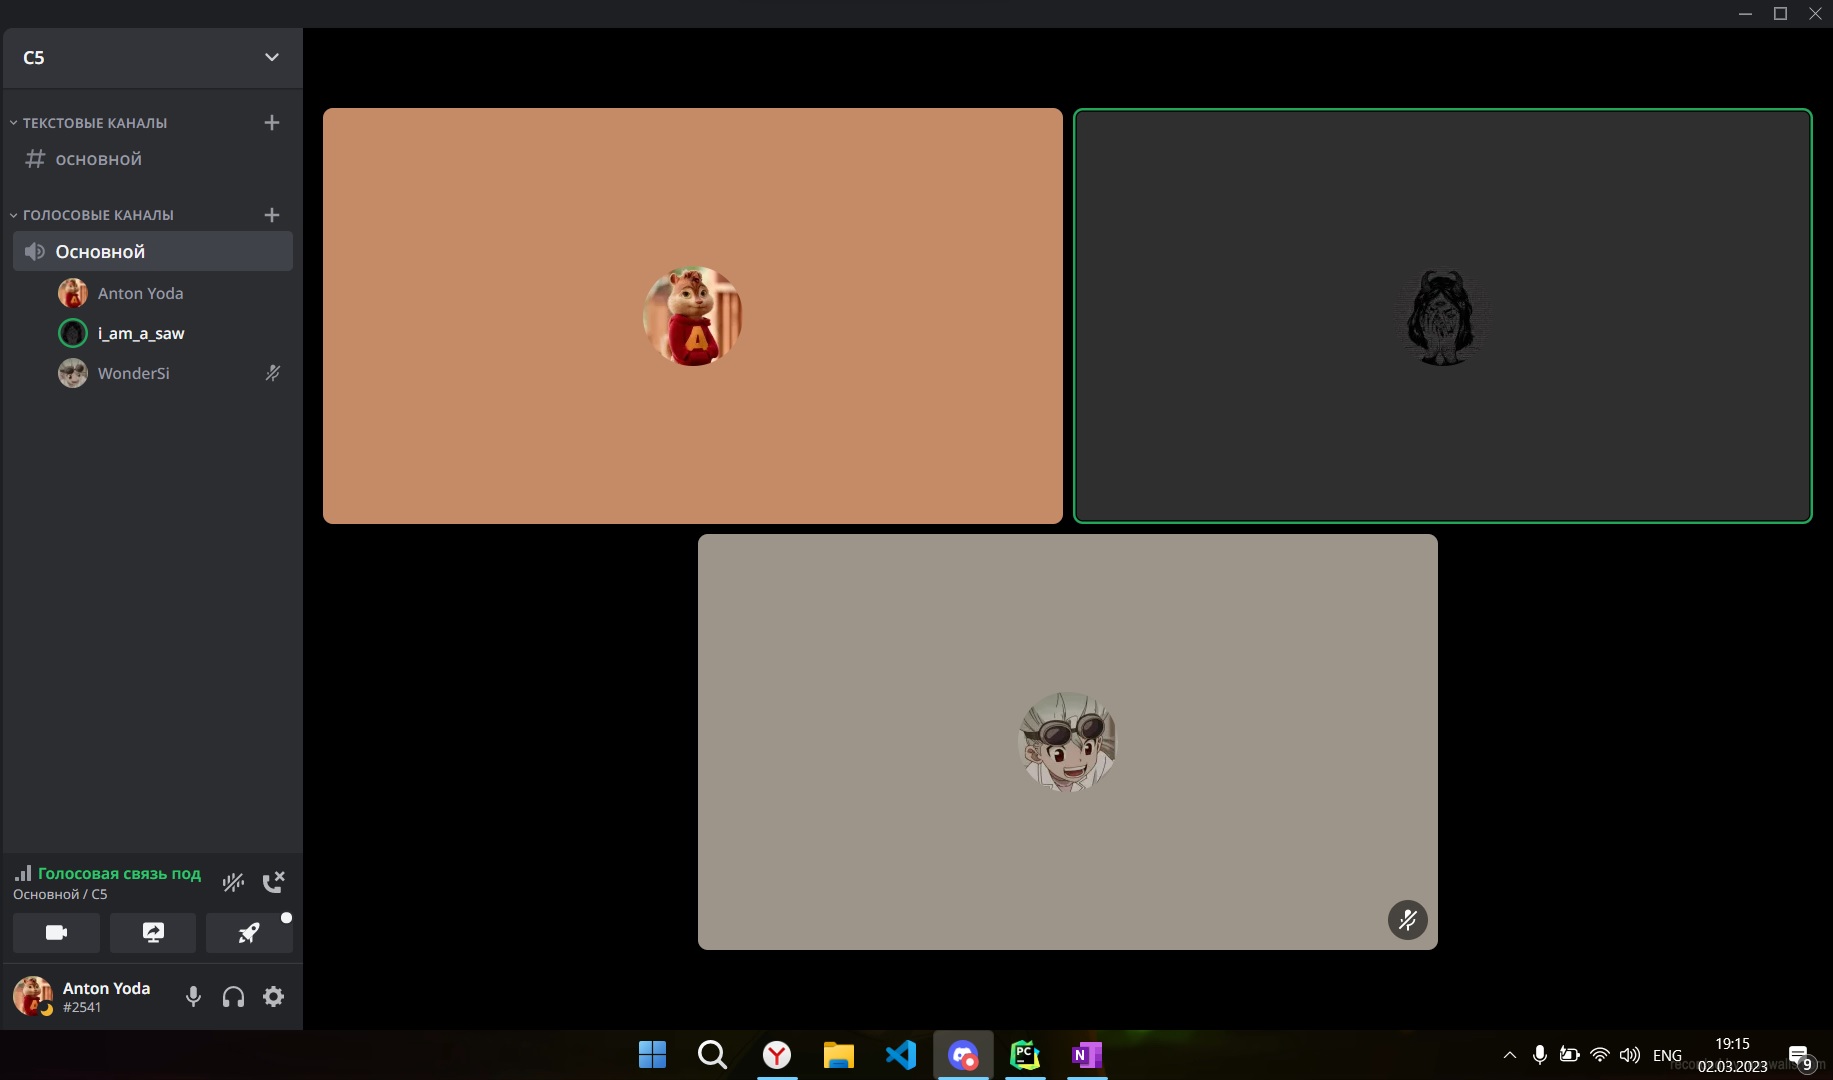 C5
ТЕКСТОВЫЕ КАНАЛЫ
основной
ГОЛОСОВЫЕ КАНАЛЫ
Основной
Anton Yoda
i_am_a_saw
WonderSi
A
Голосовая связь под
Основной / C5
Anton Yoda
#2541
PC
N
ENG
19:15
02.03.2023
9